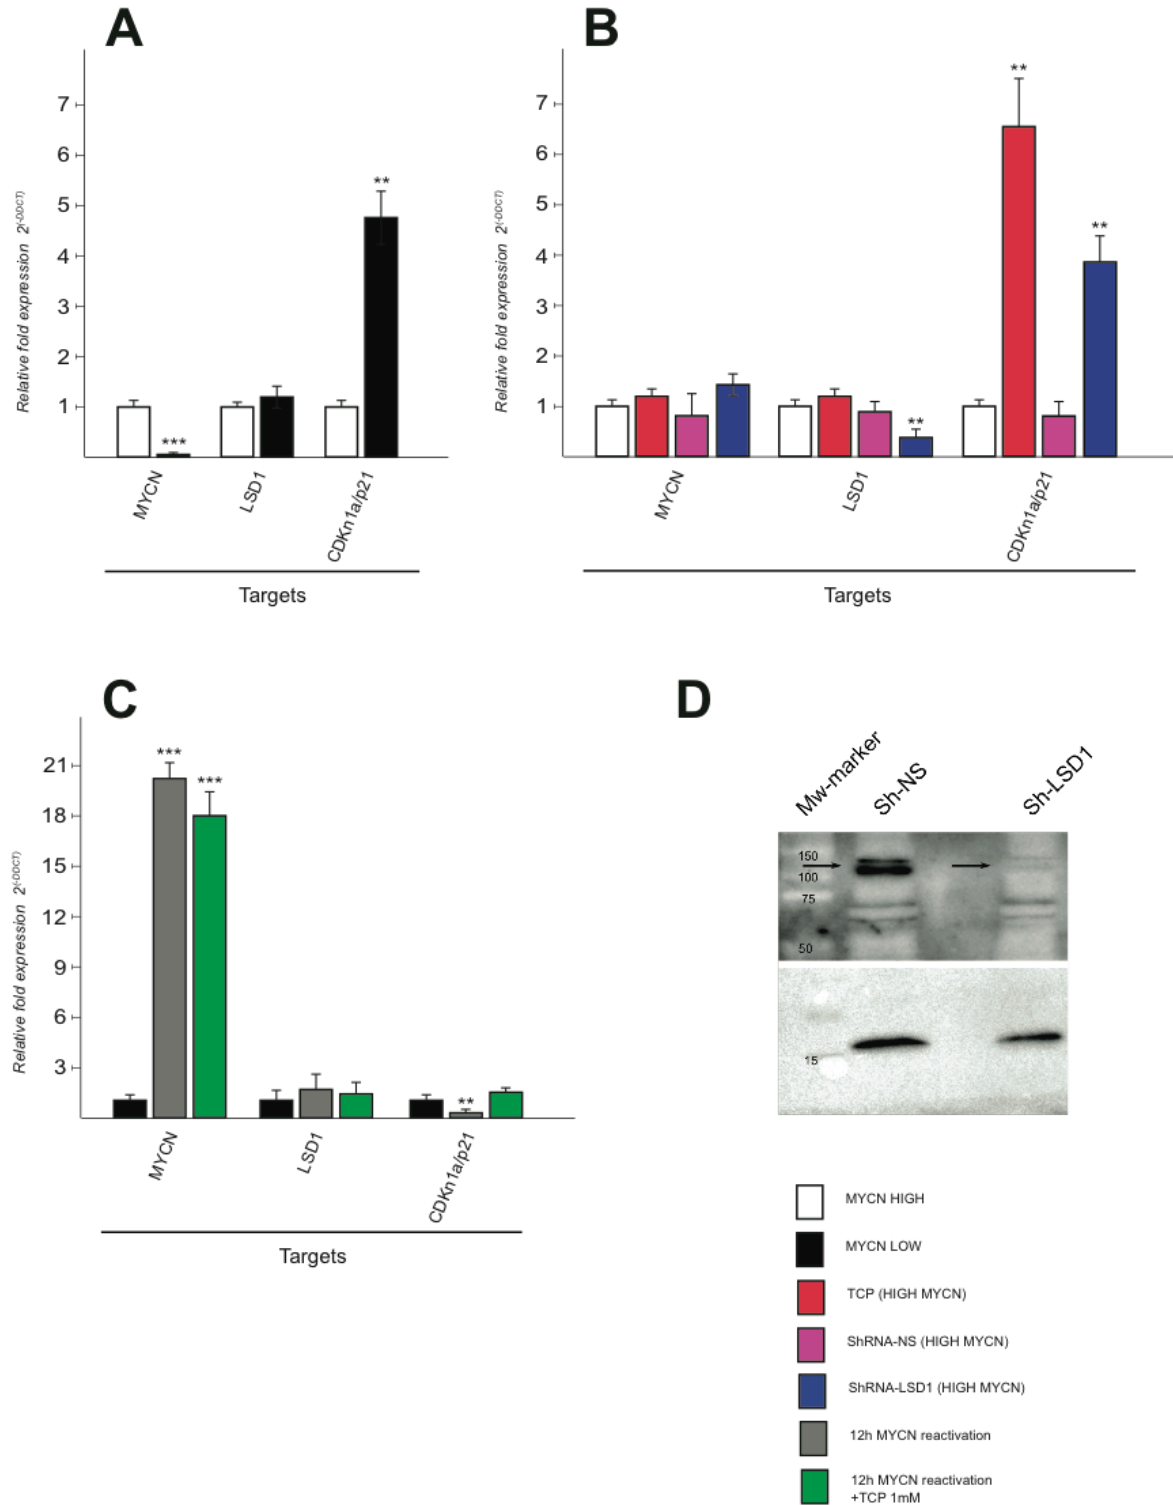 A
B
7
6
5
4
3
2
1
Relative fold expression 2(-DDCT)
**
***
MYCN
LSD1
CDKn1a/p21
Targets
7
6
5
4
3
2
1
Relative fold expression 2(-DDCT)
**
**
**
MYCN
LSD1
CDKn1a/p21
Targets
C
D
21
18
15
12
9
6
3
Relative fold expression 2(-DDCT)
***
***
**
MYCN
LSD1
CDKn1a/p21
Targets
Mw-marker
Sh-NS
Sh-LSD1
150
100
75
50
15
MYCN HIGH
MYCN LOW
TCP (HIGH MYCN)
ShRNA-NS (HIGH MYCN)
ShRNA-LSD1 (HIGH MYCN)
12h MYCN reactivation
12h MYCN reactivation
+TCP 1mM